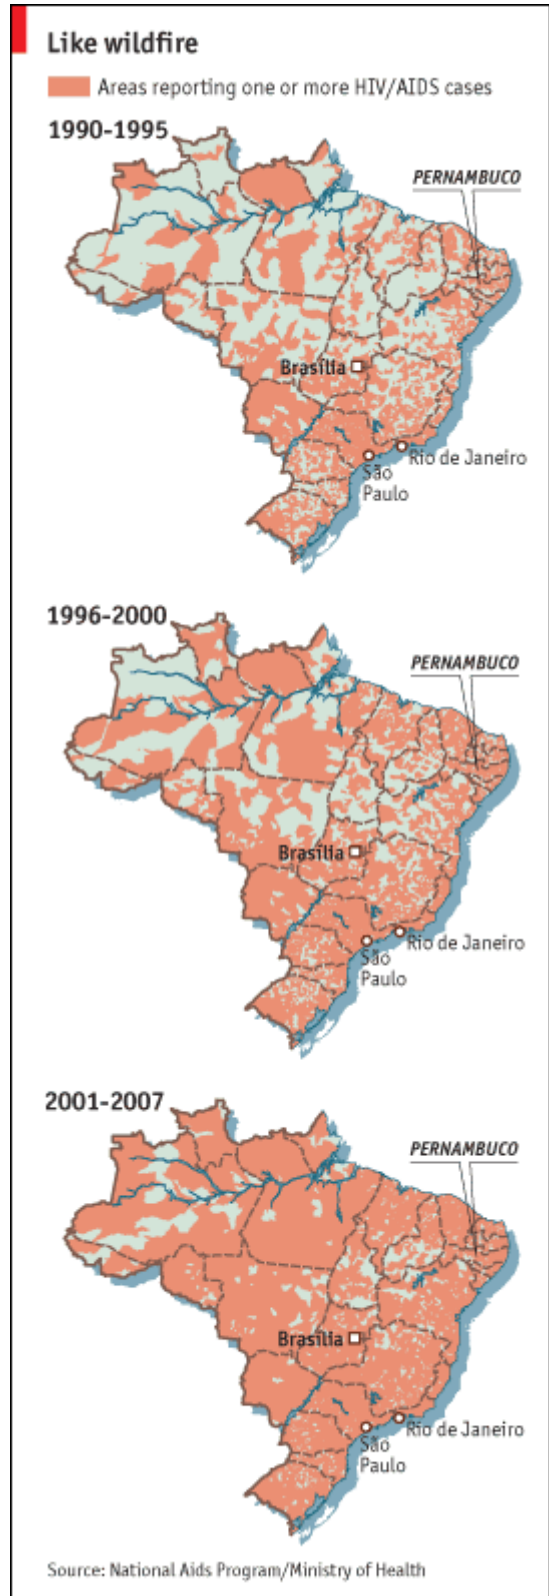 Like wildfire
Areas reporting one or more HIV/AIDS cases
1990-1995
PERNAMBUCO
Brasília
Rio de Janeiro
São
Paulo
1996-2000
PERNAMBUCO
Brasília
Rio de Janeiro
São
Paulo
2001-2007
PERNAMBUCO
Brasília
Rio de Janeiro
São
Paulo
Source: National Aids Program/Ministry of Health